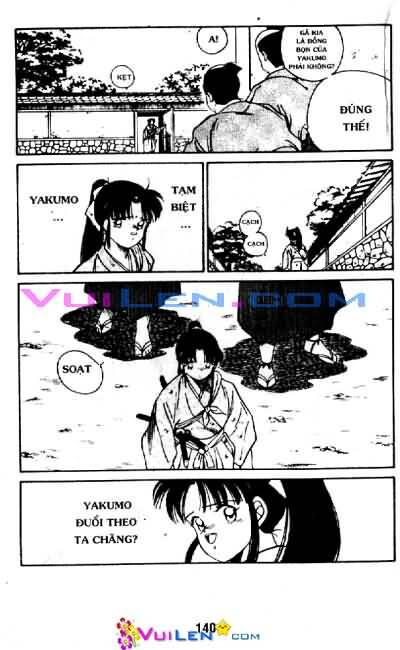 A!
GÃ KIA
LÀ ĐỒNG
BỌN CỦA
YAKUMO
PHẢI KHÔNG?
KẸT
ĐÚNG
THẾ!
YAKUMO
...
TẠM
BIỆT
...
CẠCH
CẠCH
VUILEN.COM
SOẠT
YAKUMO
ĐUỔI THEO
TA CHĂNG?
140
VUILEN.COM